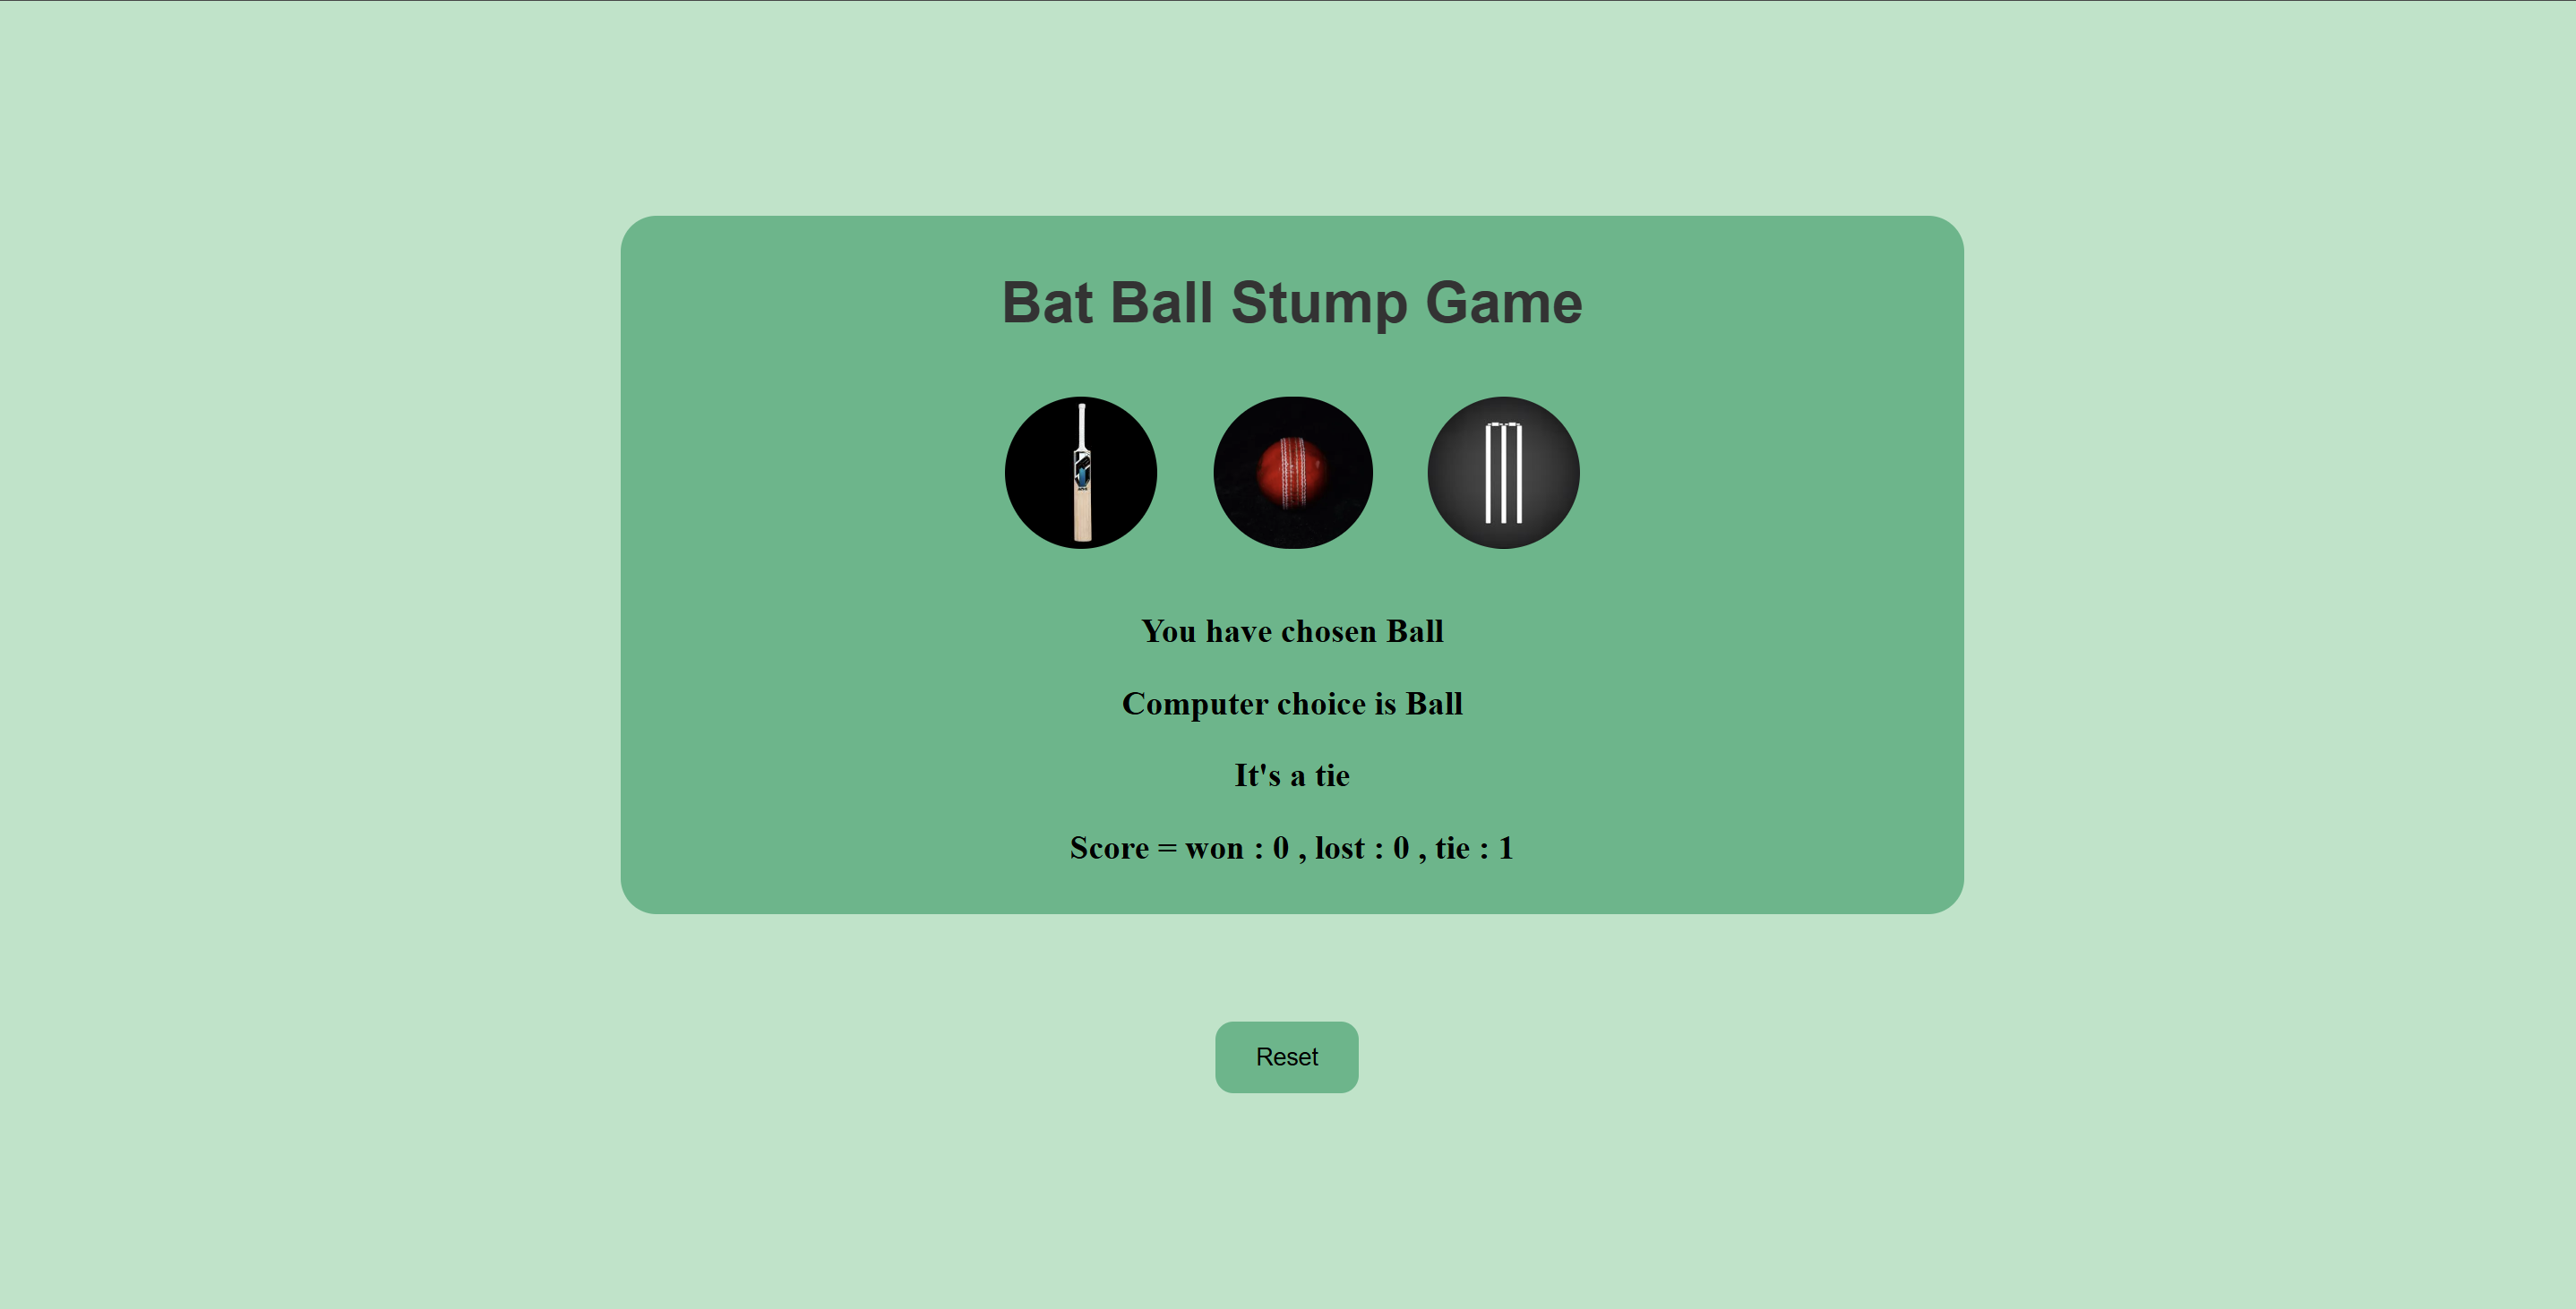 Bat Ball Stump Game
You have chosen Ball
Computer choice is Ball
It's a tie
Score = won : 0 , lost : 0 , tie : 1
Reset